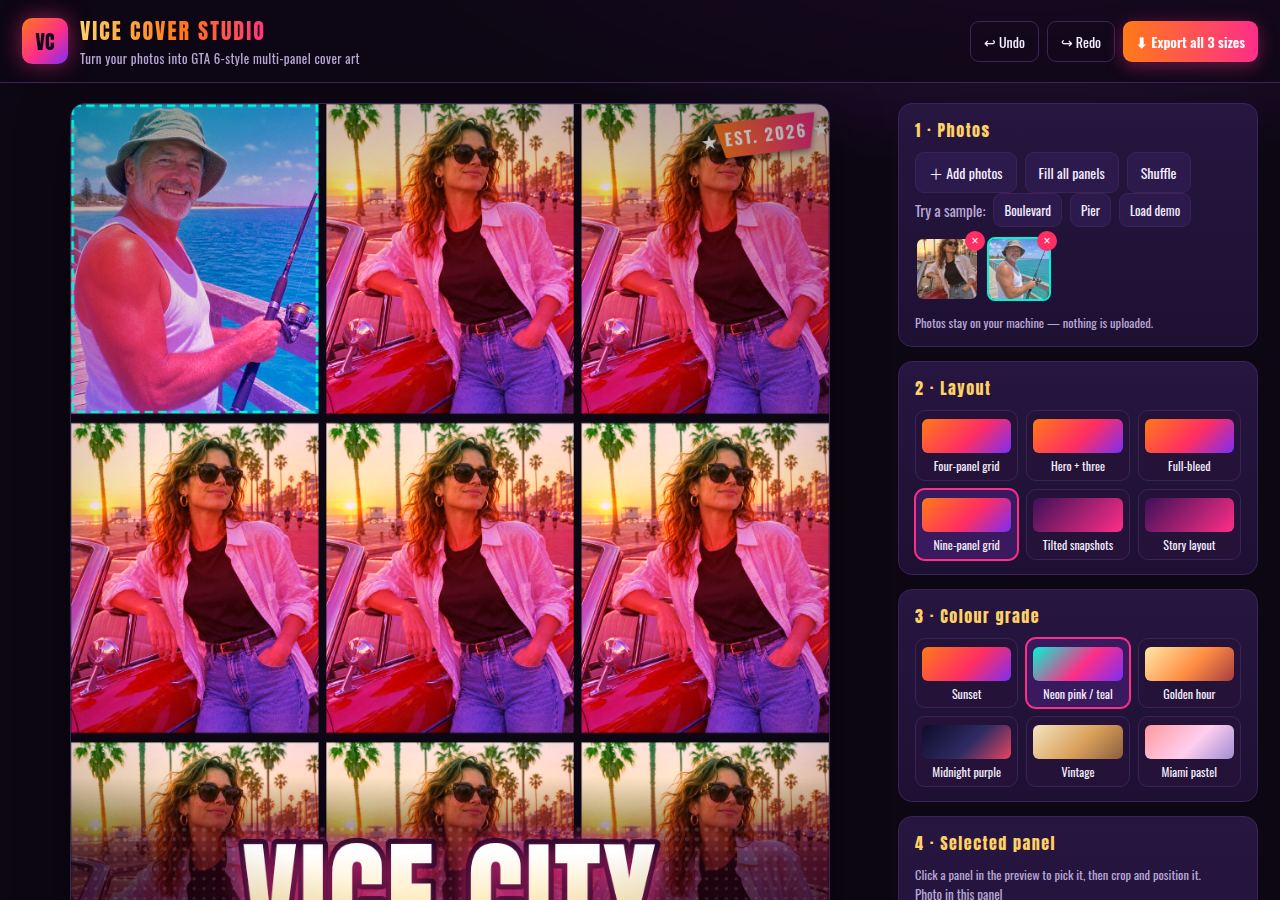 VC
VICE COVER STUDIO
Turn your photos into GTA 6-style multi-panel cover art
↩ Undo
↪ Redo
⬇ Export all 3 sizes
★ EST. 2026 ★
VICE CITY
1 · Photos
+ Add photos
Fill all panels
Shuffle
Try a sample:
Boulevard
Pier
Load demo
×
×
Photos stay on your machine — nothing is uploaded.
2 · Layout
Four-panel grid
Hero + three
Full-bleed
Nine-panel grid
Tilted snapshots
Story layout
3 · Colour grade
Sunset
Neon pink / teal
Golden hour
Midnight purple
Vintage
Miami pastel
4 · Selected panel
Click a panel in the preview to pick it, then crop and position it.
Photo in this panel